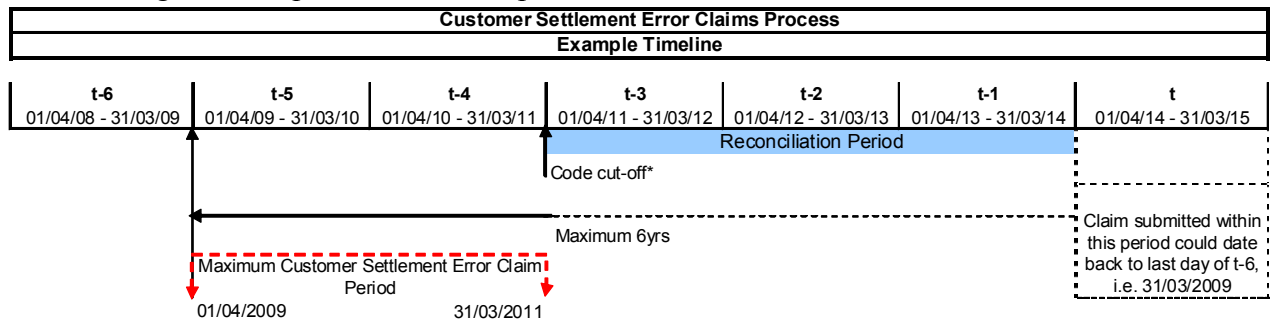 Customer Settlement Error Claims Process
Example Timeline
t-6 t-5 t-4 t-3 t-2 t-1 t
01/04/08 - 31/03/09 01/04/09 - 31/03/10 01/04/10 - 31/03/11 01/04/11 - 31/03/12 01/04/12 - 31/03/13 01/04/13 - 31/03/14 01/04/14 - 31/03/15
Reconciliation Period
Code cut-off*
Maximum 6yrs
Claim submitted within
this period could date
back to last day of t-6,
i.e. 31/03/2009
Maximum Customer Settlement Error Claim
Period
01/04/2009 31/03/2011